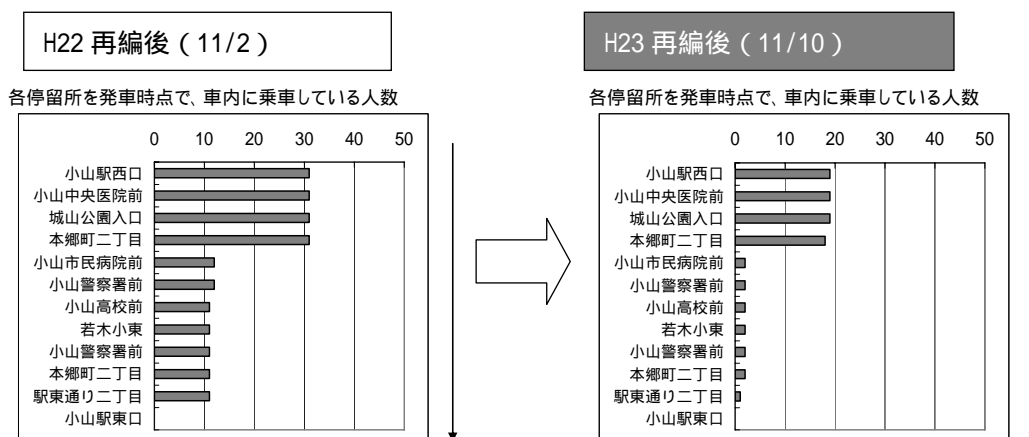 H22 再編後（11/2）
各停留所を発車時点で、車内に乗車している人数
0 10 20 30 40 50
小山駅西口
小山中央医院前
城山公園入口
本郷町二丁目
小山市民病院前
小山警察署前
小山高校前
若木小東
小山警察署前
本郷町二丁目
駅東通り二丁目
小山駅東口
H23 再編後（11/10）
各停留所を発車時点で、車内に乗車している人数
0 10 20 30 40 50
小山駅西口
小山中央医院前
城山公園入口
本郷町二丁目
小山市民病院前
小山警察署前
小山高校前
若木小東
小山警察署前
本郷町二丁目
駅東通り二丁目
小山駅東口